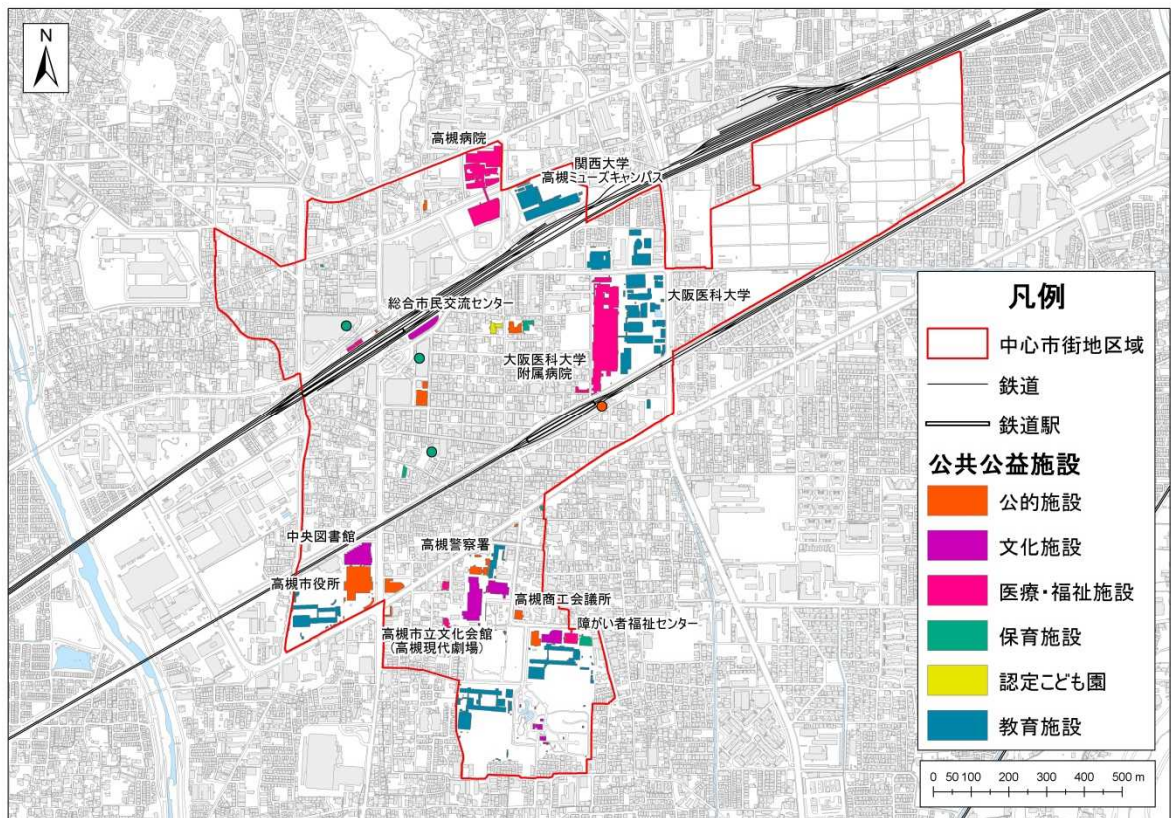 N
高槻病院
関西大学
高槻ミューズキャンパス
総合市民交流センター
大阪医科大学
大阪医科大学
附属病院
中央図書館
高槻警察署
高槻市役所
高槻商工会議所
障がい者福祉センター
高槻市立文化会館
(高槻現代劇場)
凡例
中心市街地区域
鉄道
鉄道駅
公共公益施設
公的施設
文化施設
医療・福祉施設
保育施設
認定こども園
教育施設
0 50 100 200 300 400 500 m